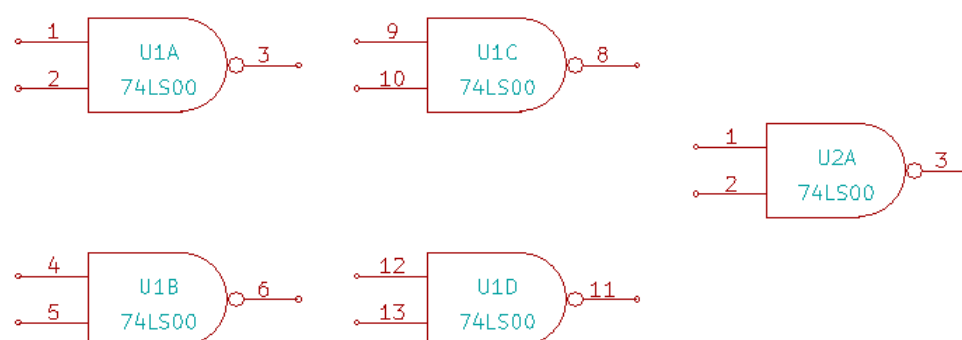 1 U1A 3
2 74LS00
9 U1C 8
10 74LS00
1 U2A 3
2 74LS00
4 U1B 6
5 74LS00
12 U1D 11
13 74LS00